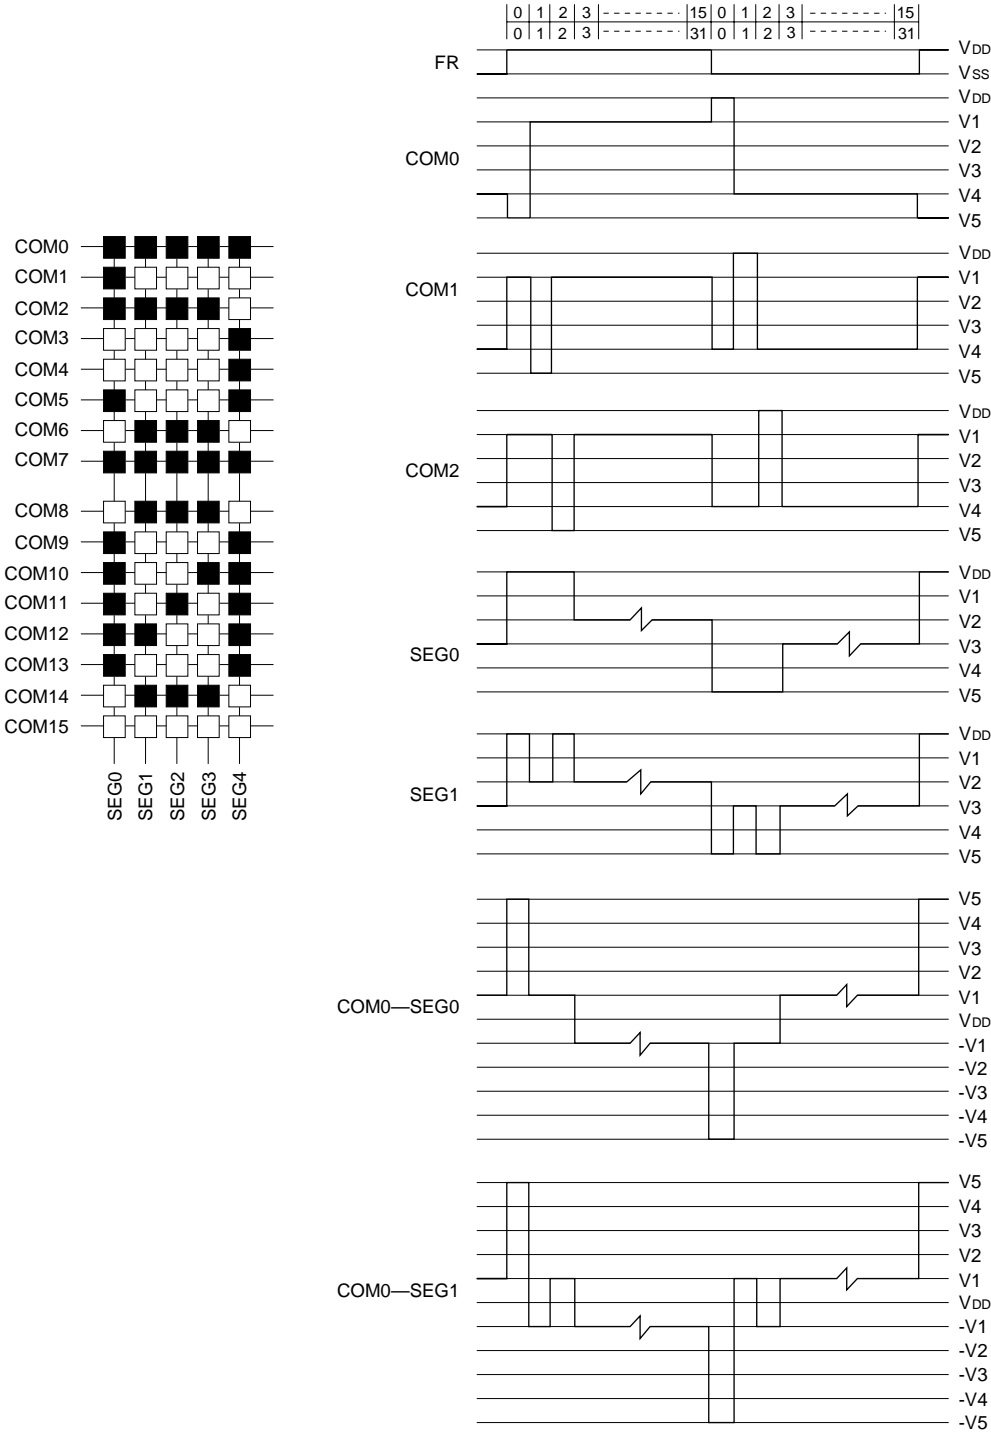 0 1 2 3 15 0 1 2 3 15
0 1 2 3 31 0 1 2 3 31
FR
VDD
VSS
COM0
VDD
V1
V2
V3
V4
V5
COM1
VDD
V1
V2
V3
V4
V5
COM2
VDD
V1
V2
V3
V4
V5
SEG0
VDD
V1
V2
V3
V4
V5
SEG1
VDD
V1
V2
V3
V4
V5
COM0—SEG0
V5
V4
V3
V2
V1
VDD
-V1
-V2
-V3
-V4
-V5
COM0—SEG1
V5
V4
V3
V2
V1
VDD
-V1
-V2
-V3
-V4
-V5
COM0
COM1
COM2
COM3
COM4
COM5
COM6
COM7
COM8
COM9
COM10
COM11
COM12
COM13
COM14
COM15
SEG0
SEG1
SEG2
SEG3
SEG4